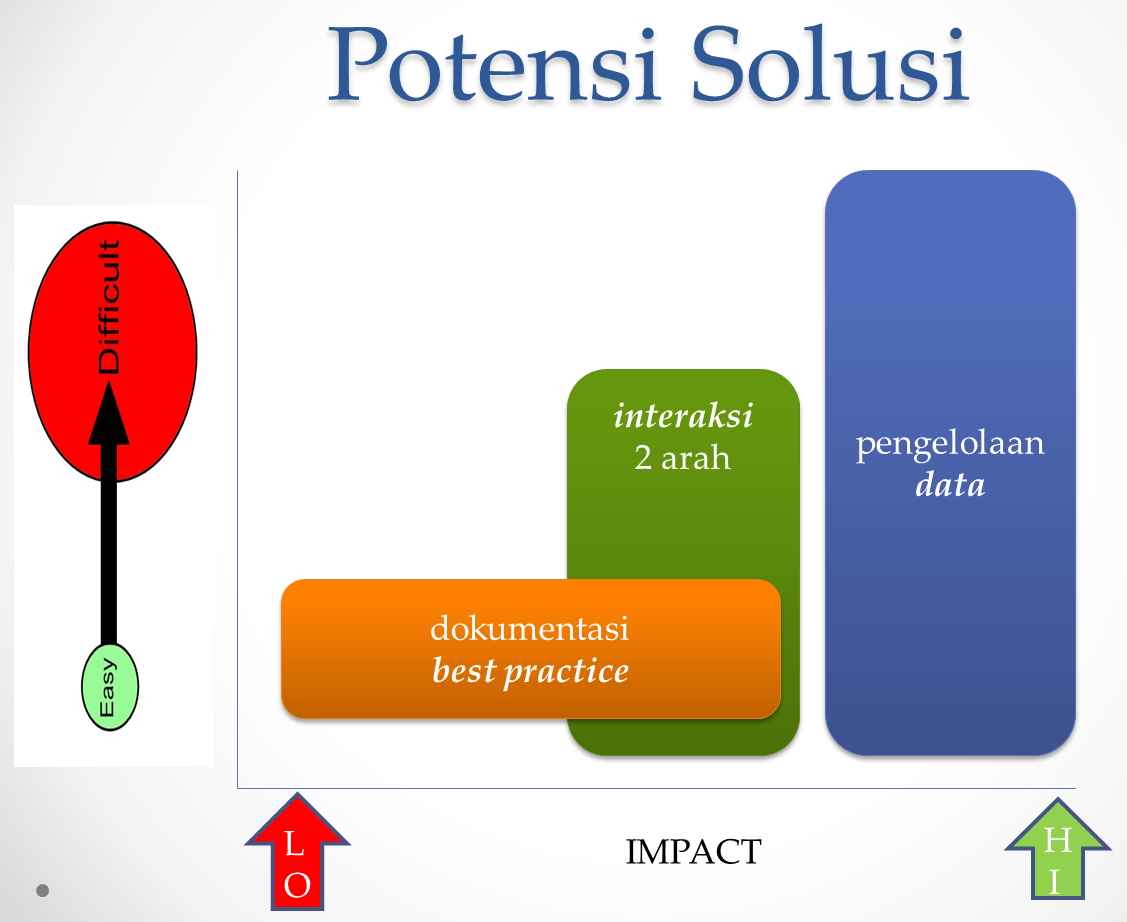 Potensi Solusi
Difficult
Easy
interaksi
2 arah
pengelolaan
data
dokumentasi
best practice
L
O
IMPACT
H
I